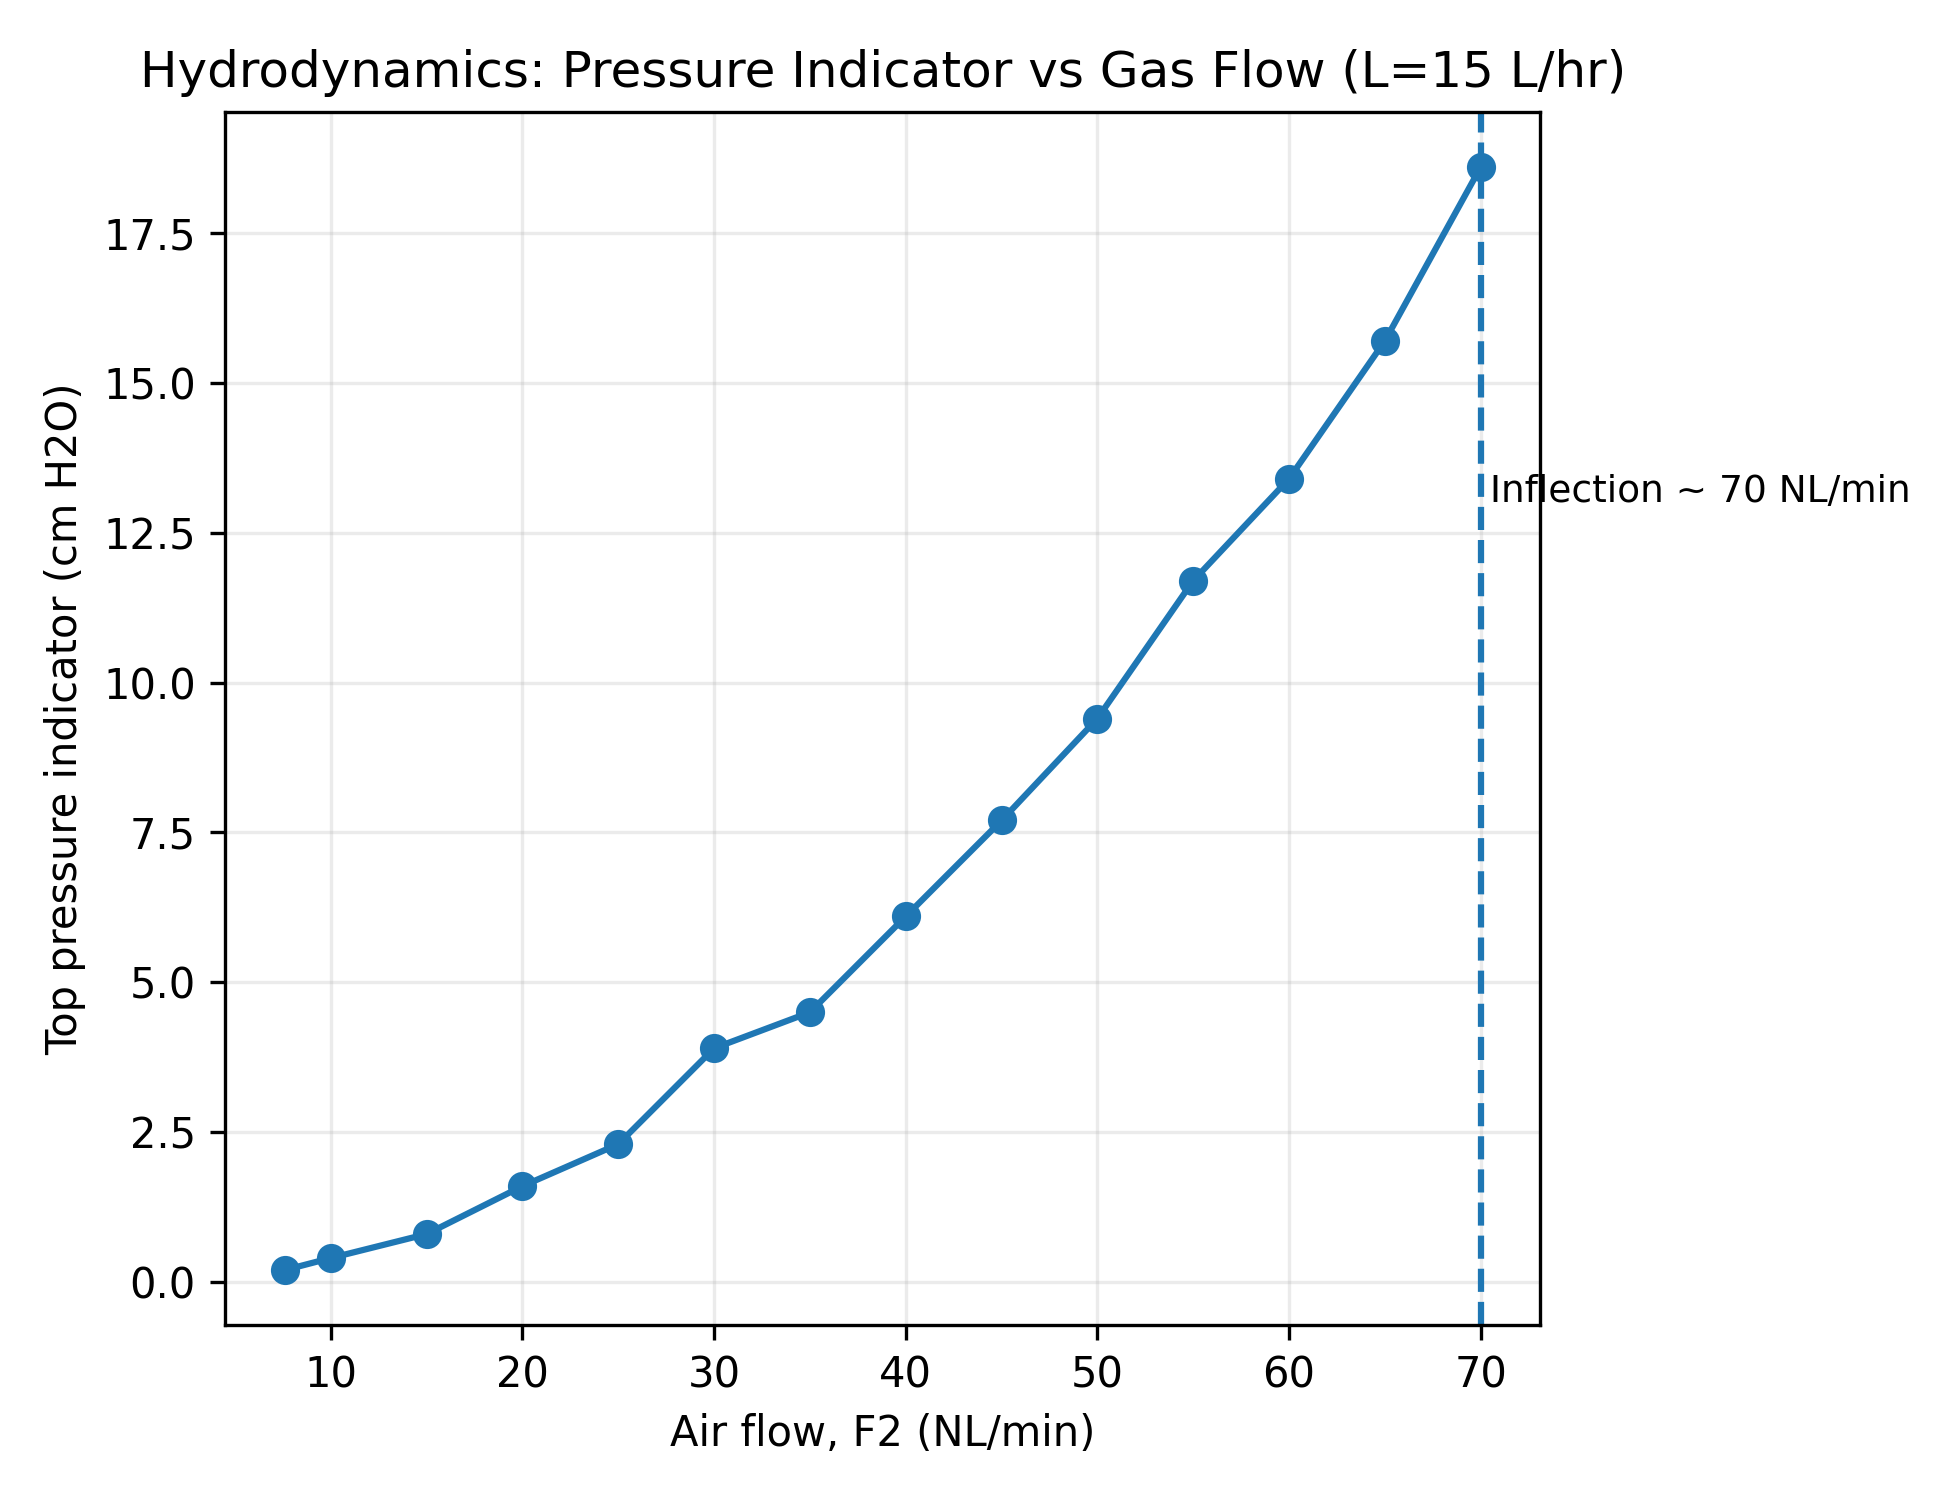 Hydrodynamics: Pressure Indicator vs Gas Flow (L=15 L/hr)
Top pressure indicator (cm H2O)
17.5
15.0
12.5
10.0
7.5
5.0
2.5
0.0
Inflection ~ 70 NL/min
10 20 30 40 50 60 70
Air flow, F2 (NL/min)